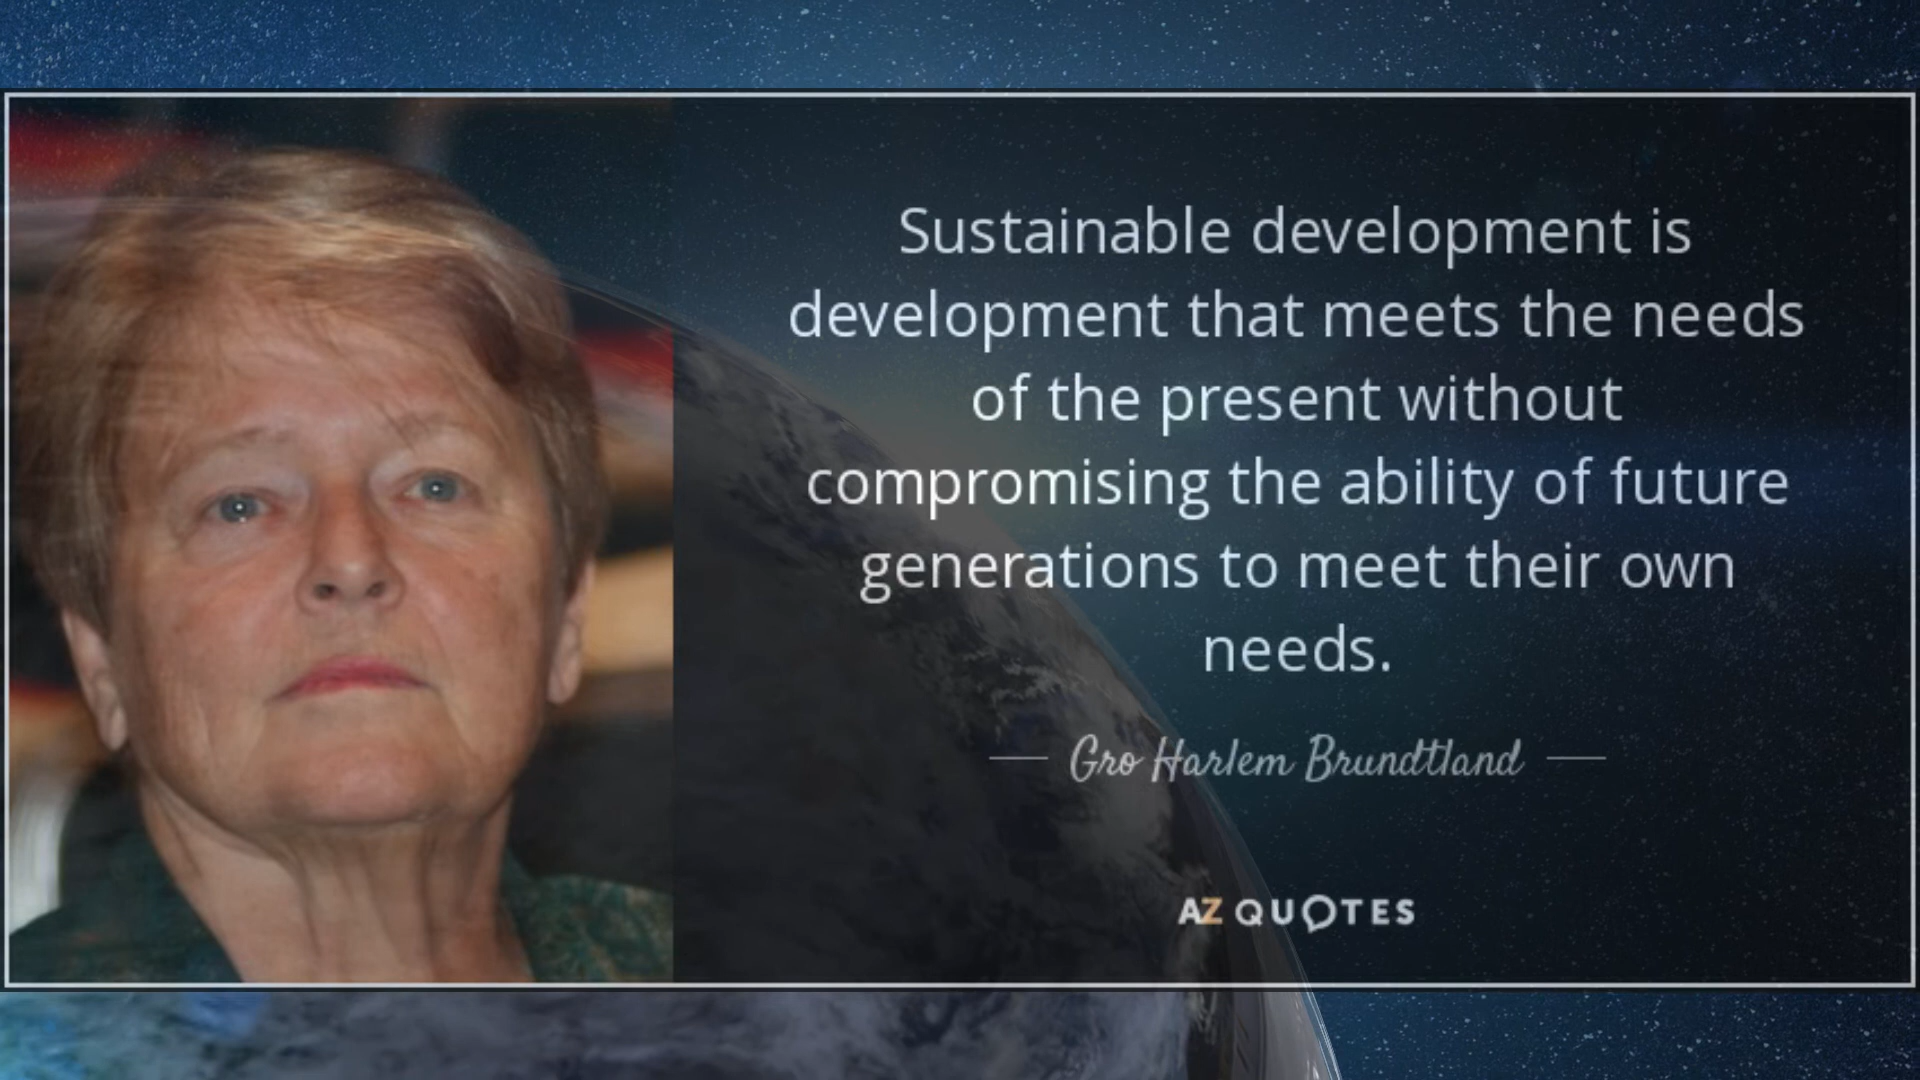 Sustainable development is
development that meets the needs
of the present without
compromising the ability of future
generations to meet their own
needs.
Gro Harlem Brundtland
AZ QUOTES